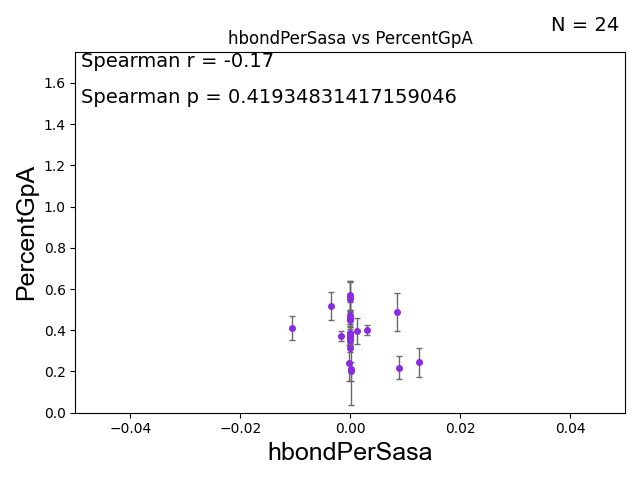 N = 24
hbondPerSasa vs PercentGpA
Spearman r = -0.17
Spearman p = 0.41934831417159046
PercentGpA
1.6
1.4
1.2
1.0
0.8
0.6
0.4
0.2
0.0
−0.04
−0.02
0.00
0.02
0.04
hbondPerSasa